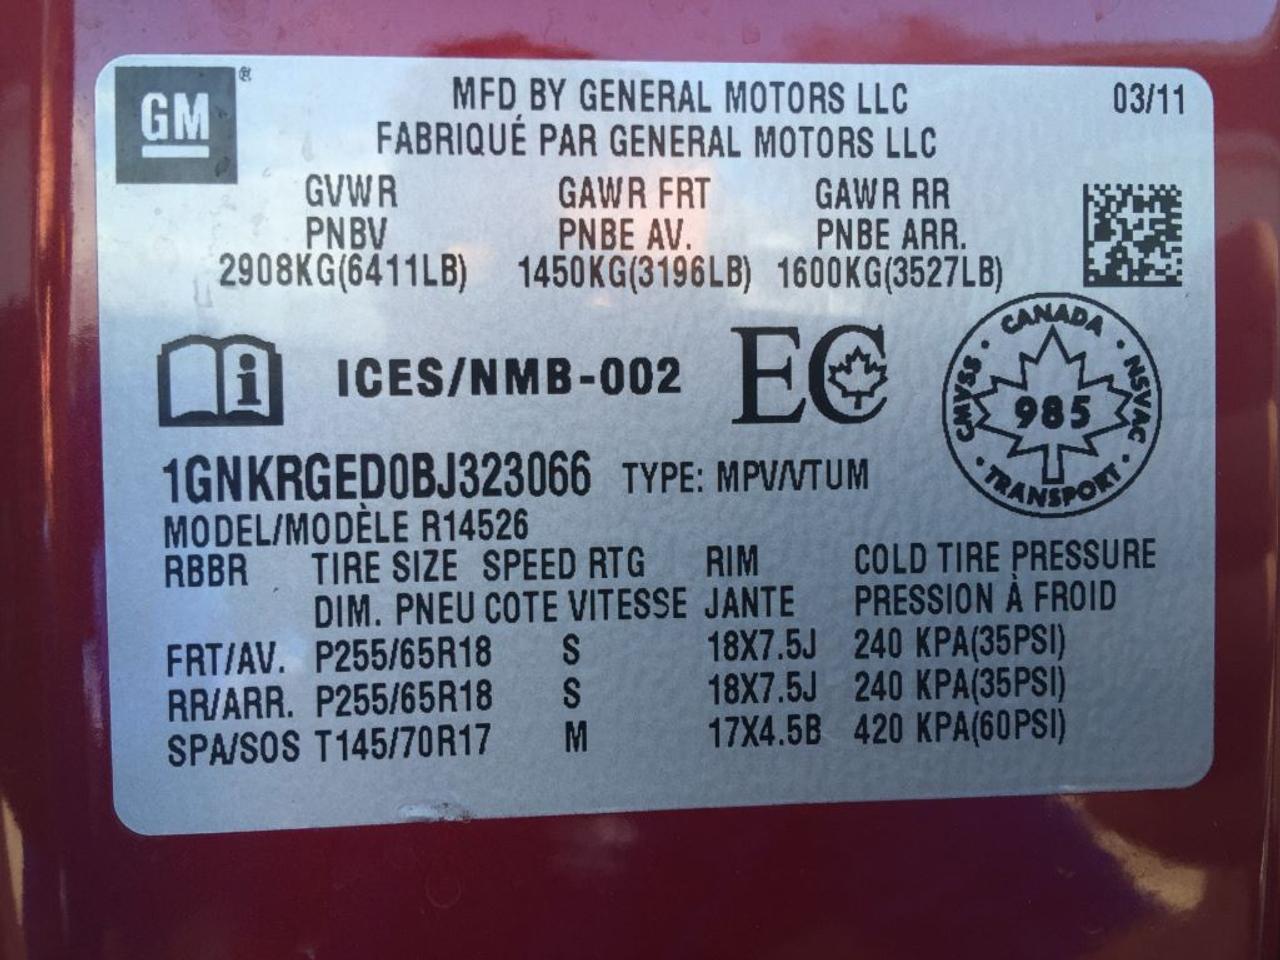 GM®
MFD BY GENERAL MOTORS LLC 03/11
FABRIQUÉ PAR GENERAL MOTORS LLC
GVWR GAWR FRT GAWR RR
PNBV PNBE AV. PNBE ARR.
2908KG(6411LB) 1450KG(3196LB) 1600KG(3527LB)
i ICES/NMB-002 EC
CANADA · NSVAC · TRANSPORT · CMVSS ·
985
1GNKRGED0BJ323066 TYPE: MPV/VTUM
MODEL/MODÈLE R14526
RBBR TIRE SIZE SPEED RTG RIM COLD TIRE PRESSURE
DIM. PNEU COTE VITESSE JANTE PRESSION À FROID
FRT/AV. P255/65R18 S 18X7.5J 240 KPA(35PSI)
RR/ARR. P255/65R18 S 18X7.5J 240 KPA(35PSI)
SPA/SOS T145/70R17 M 17X4.5B 420 KPA(60PSI)